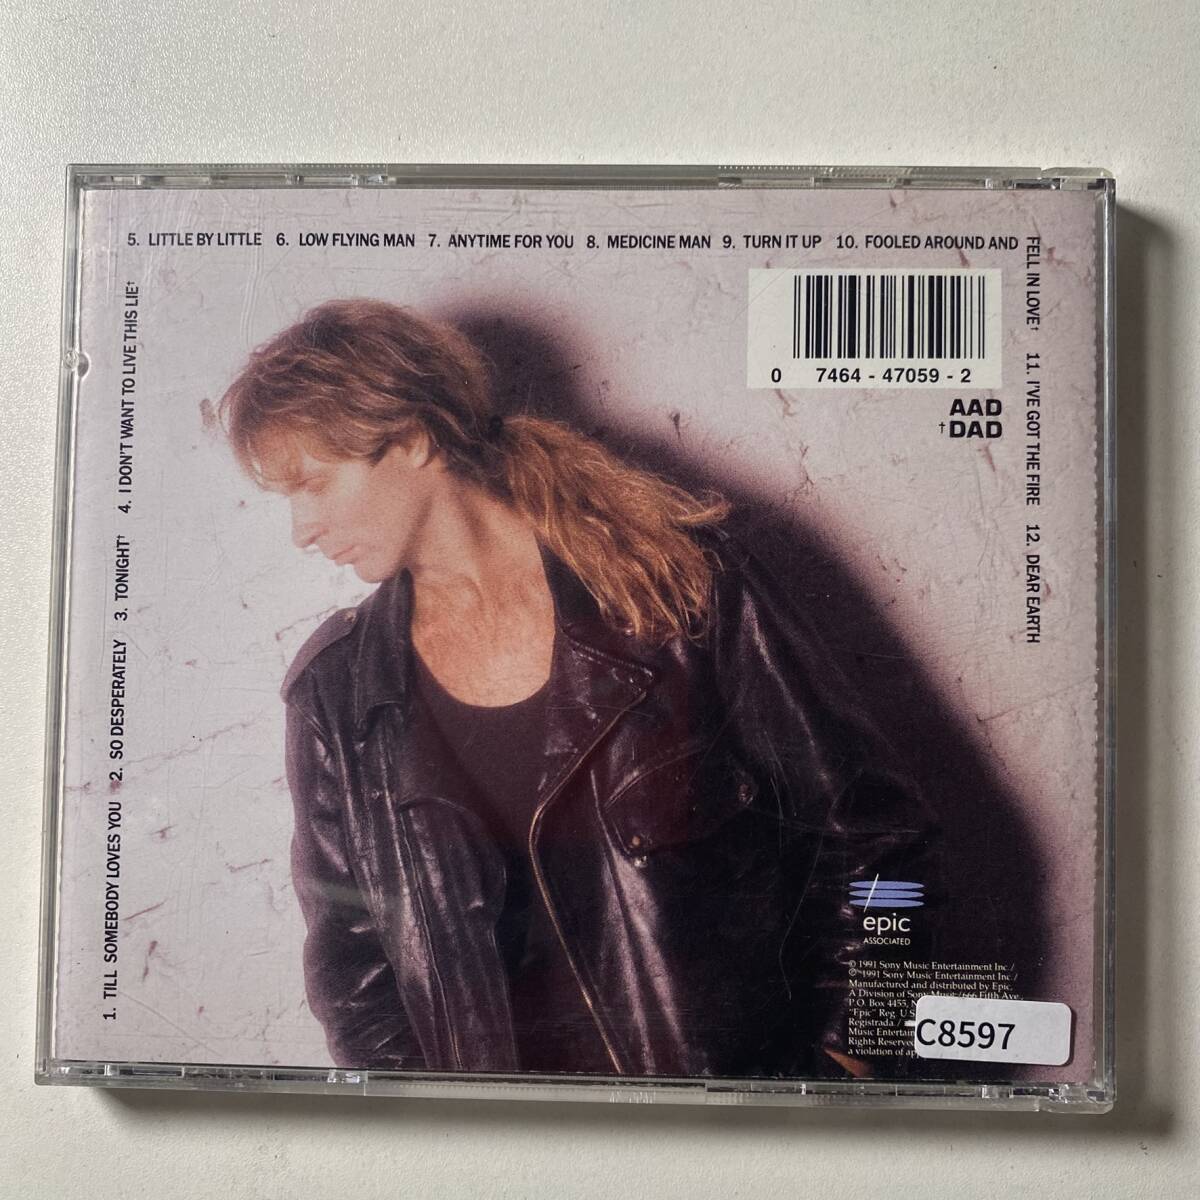 1. TILL SOMEBODY LOVES YOU 2. SO DESPERATELY 3. TONIGHT† 4. I DON'T WANT TO LIVE THIS LIE†
5. LITTLE BY LITTLE 6. LOW FLYING MAN 7. ANYTIME FOR YOU 8. MEDICINE MAN 9. TURN IT UP 10. FOOLED AROUND AND
FELL IN LOVE† 11. I'VE GOT THE FIRE 12. DEAR EARTH
0 7464 - 47059 - 2
AAD
†DAD
epic
ASSOCIATED
℗ 1991 Sony Music Entertainment Inc./
© 1991 Sony Music Entertainment Inc./
Manufactured and distributed by Epic,
A Division of Sony Music/666 Fifth Ave.,
P.O. Box 4455,
"Epic" Reg. U.S.
Registrada./
Music
Rights Reserved
a violation of
C8597